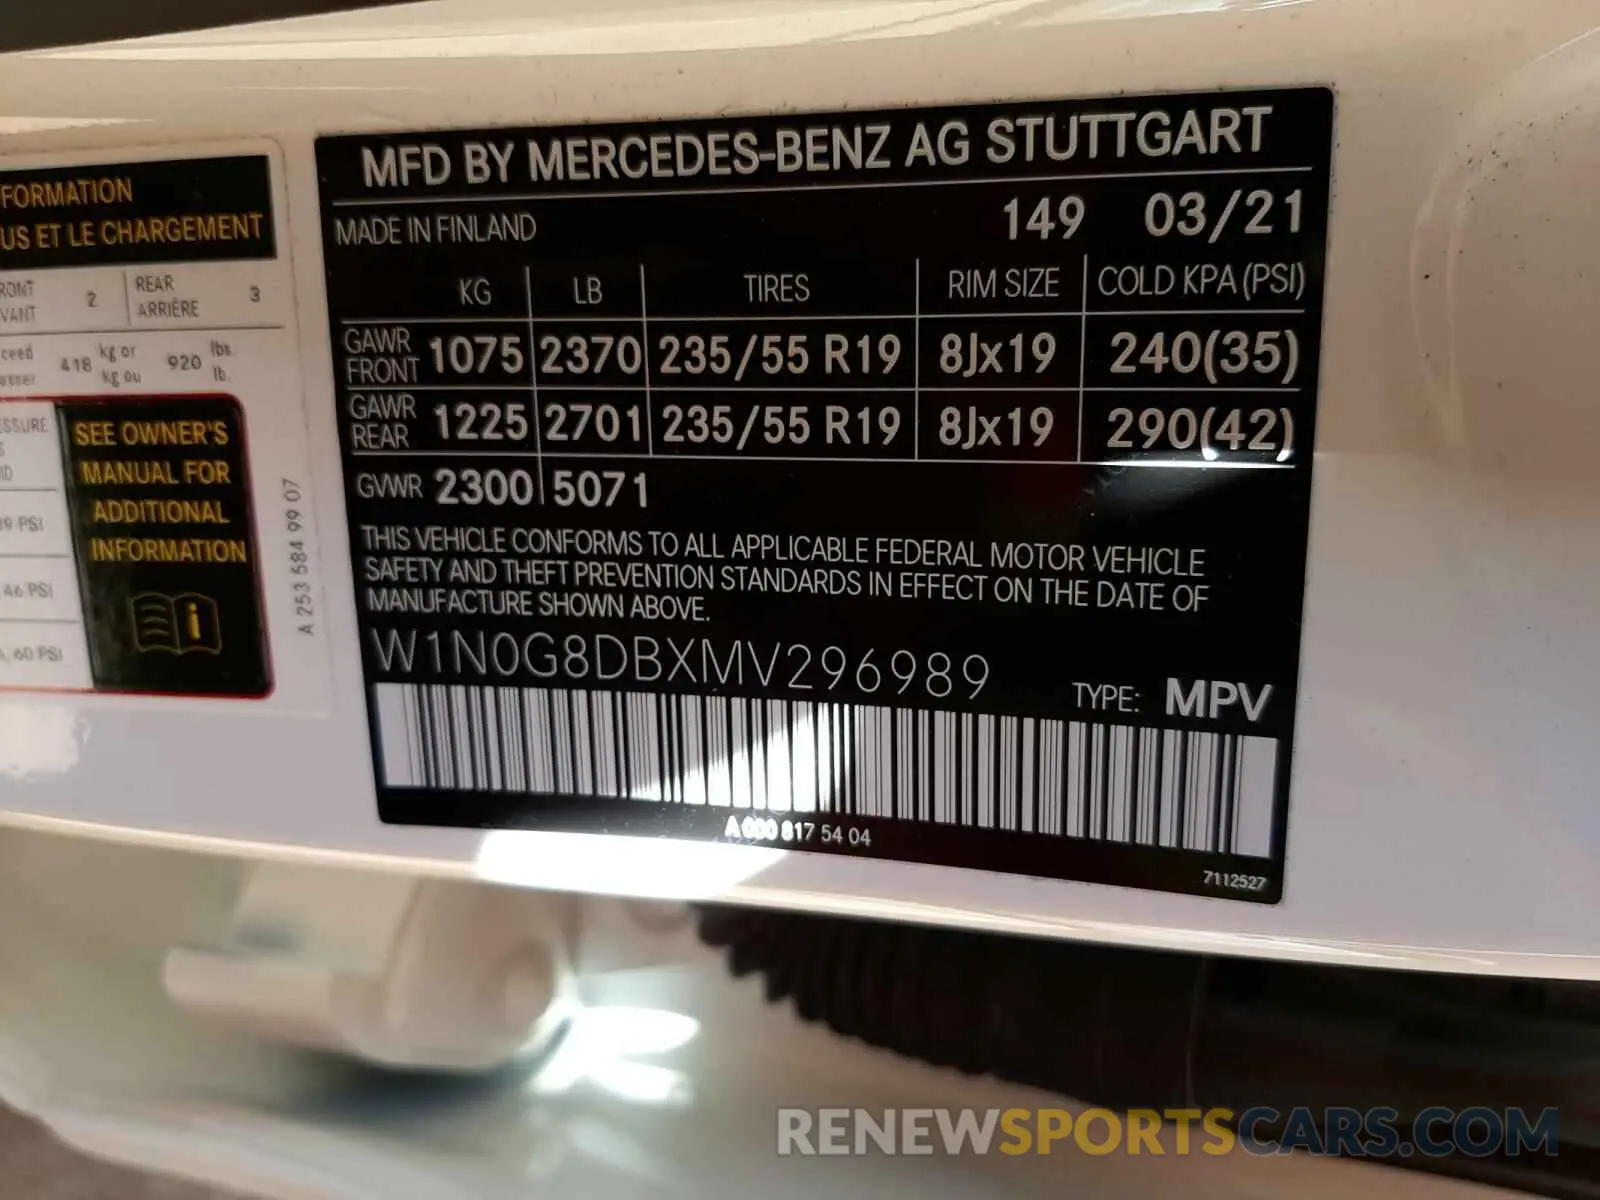 FORMATION
US ET LE CHARGEMENT
RONT
VANT
2
REAR
ARRIÈRE
3
ceed
asser
418
kg or
kg ou
920
lbs.
lb.
ESSURE
SEE OWNER'S
MANUAL FOR
ADDITIONAL
INFORMATION
9 PSI
46 PSI
60 PSI
A 253 584 99 07
MFD BY MERCEDES-BENZ AG STUTTGART
MADE IN FINLAND 149 03/21
KG LB TIRES RIM SIZE COLD KPA (PSI)
GAWR FRONT 1075 2370 235/55 R19 8Jx19 240(35)
GAWR REAR 1225 2701 235/55 R19 8Jx19 290(42)
GVWR 2300 5071
THIS VEHICLE CONFORMS TO ALL APPLICABLE FEDERAL MOTOR VEHICLE
SAFETY AND THEFT PREVENTION STANDARDS IN EFFECT ON THE DATE OF
MANUFACTURE SHOWN ABOVE.
W1N0G8DBXMV296989
TYPE: MPV
A 000 817 54 04
7112527
RENEWSPORTSCARS.COM